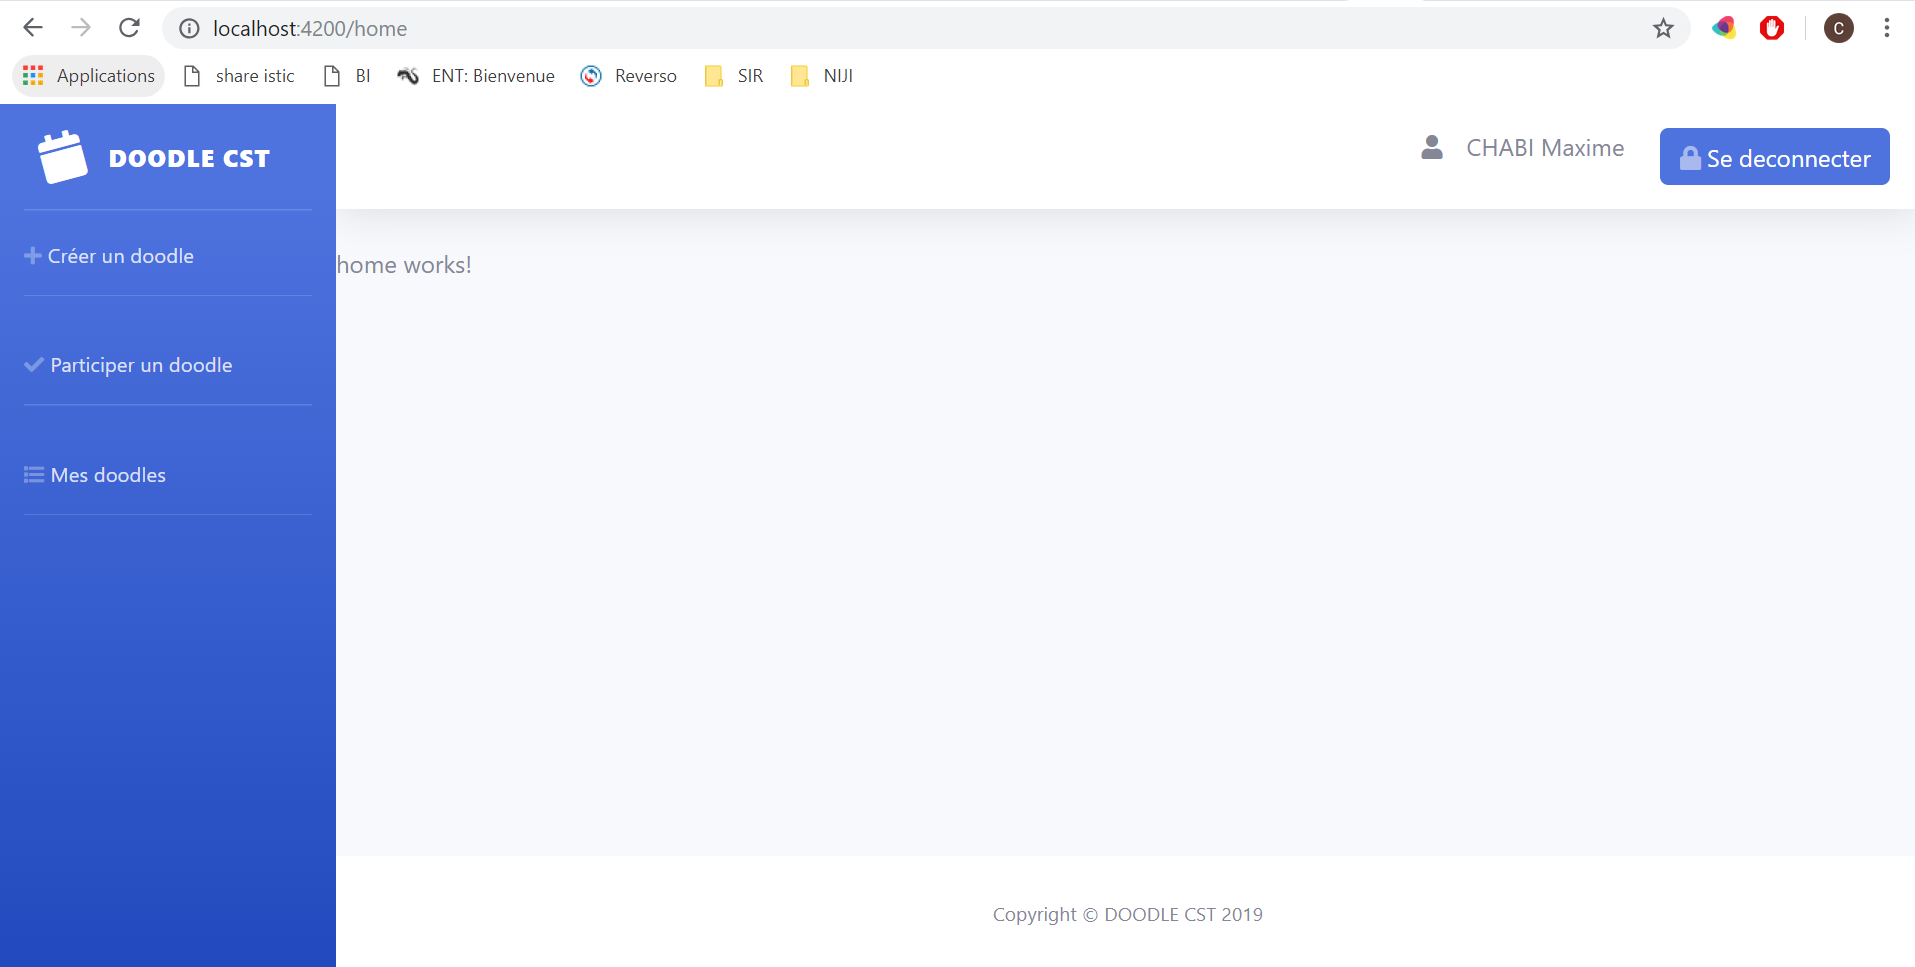 localhost:4200/home
C
Applications share istic BI ENT: Bienvenue Reverso SIR NIJI
DOODLE CST
CHABI Maxime
Se deconnecter
Créer un doodle
home works!
Participer un doodle
Mes doodles
Copyright © DOODLE CST 2019